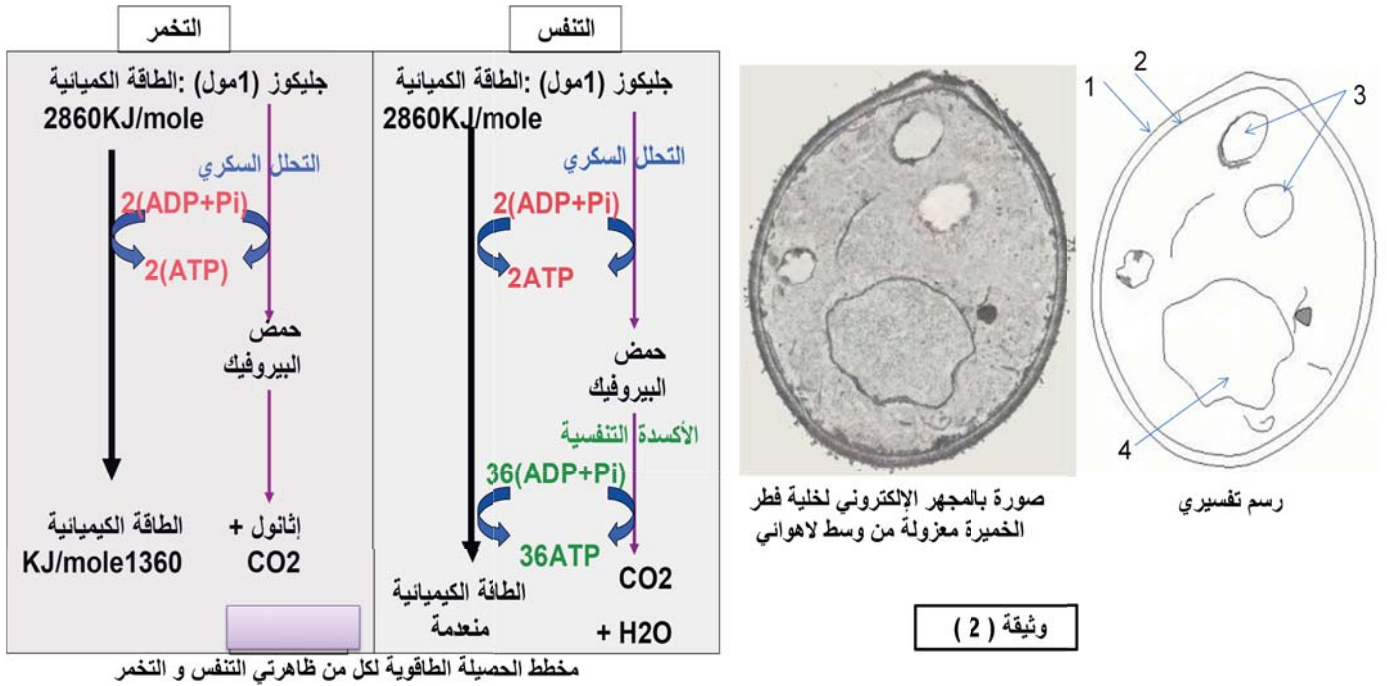 التنفس
التخمر
جليكوز (1مول) :الطاقة الكميائية
2860KJ/mole
التحلل السكري
2(ADP+Pi)
2ATP
حمض
البيروفيك
الأكسدة التنفسية
36(ADP+Pi)
36ATP
CO2
+ H2O
الطاقة الكيميائية
منعدمة
جليكوز (1مول) :الطاقة الكميائية
2860KJ/mole
التحلل السكري
2(ADP+Pi)
2(ATP)
حمض
البيروفيك
إثانول +
CO2
الطاقة الكيميائية
KJ/mole1360
مخطط الحصيلة الطاقوية لكل من ظاهرتي التنفس و التخمر
1
2
3
4
رسم تفسيري
صورة بالمجهر الإلكتروني لخلية فطر
الخميرة معزولة من وسط لاهوائي
وثيقة ( 2 )